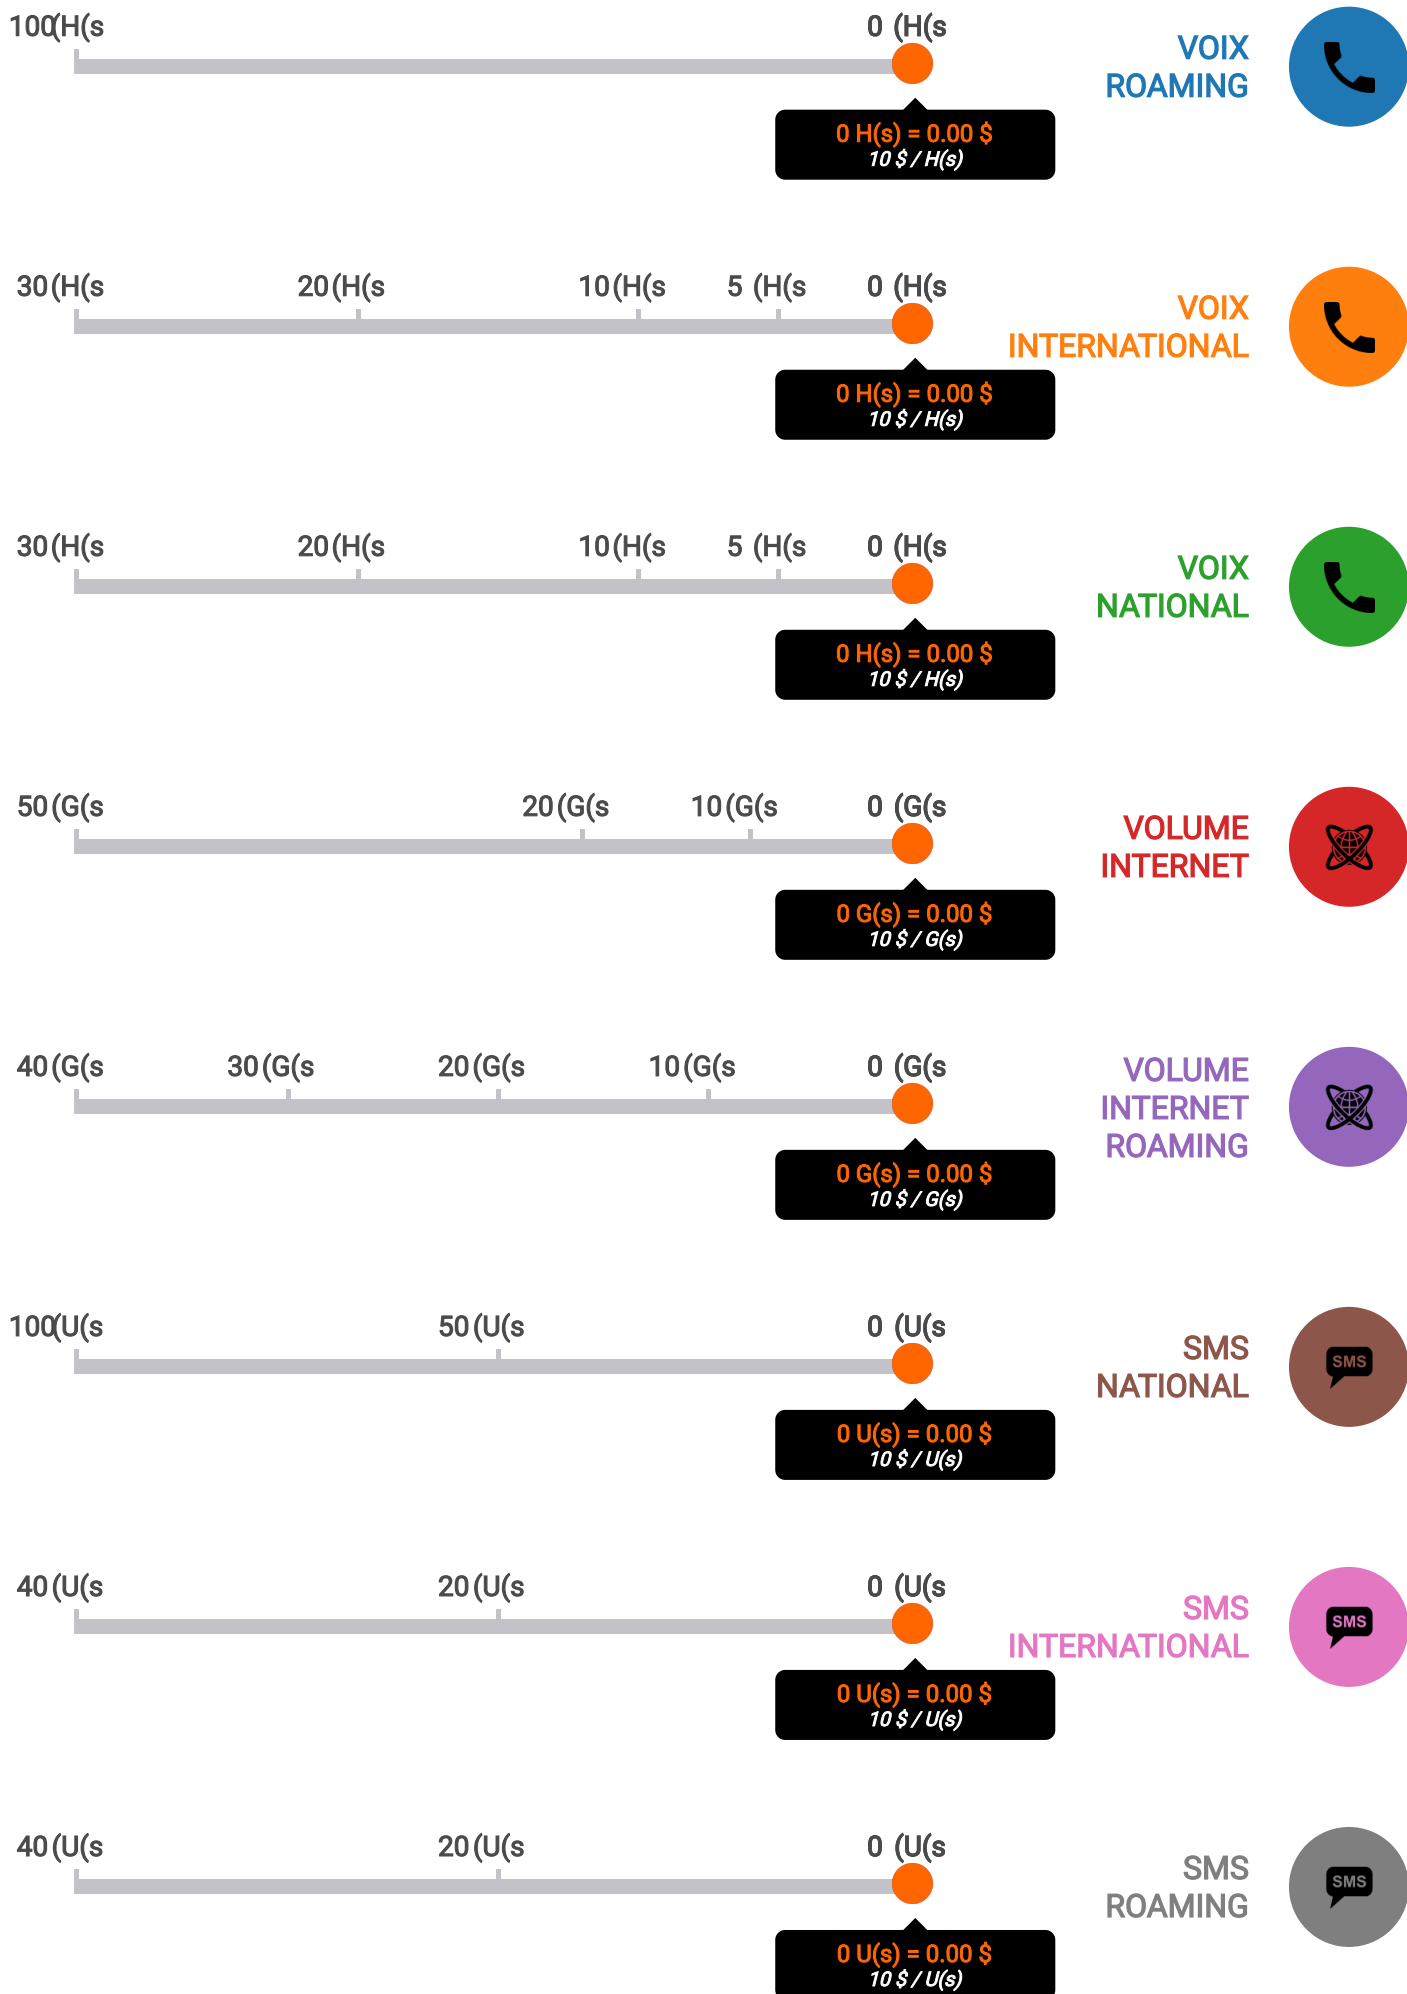 100(H(s 0 (H(s
VOIX
ROAMING
0 H(s) = 0.00 $
10 $ / H(s)
30(H(s 20(H(s 10(H(s 5 (H(s 0 (H(s
VOIX
INTERNATIONAL
0 H(s) = 0.00 $
10 $ / H(s)
30(H(s 20(H(s 10(H(s 5 (H(s 0 (H(s
VOIX
NATIONAL
0 H(s) = 0.00 $
10 $ / H(s)
50(G(s 20(G(s 10(G(s 0 (G(s
VOLUME
INTERNET
0 G(s) = 0.00 $
10 $ / G(s)
40(G(s 30(G(s 20(G(s 10(G(s 0 (G(s
VOLUME
INTERNET
ROAMING
0 G(s) = 0.00 $
10 $ / G(s)
100(U(s 50(U(s 0 (U(s
SMS
NATIONAL
SMS
0 U(s) = 0.00 $
10 $ / U(s)
40(U(s 20(U(s 0 (U(s
SMS
INTERNATIONAL
SMS
0 U(s) = 0.00 $
10 $ / U(s)
40(U(s 20(U(s 0 (U(s
SMS
ROAMING
SMS
0 U(s) = 0.00 $
10 $ / U(s)